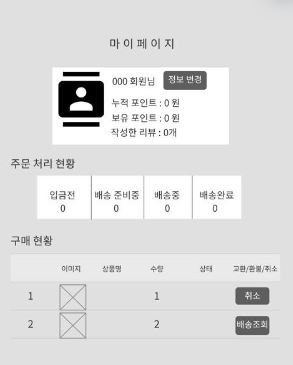 마 이 페 이 지
000 회원님 정보 변경
누적 포인트 : 0 원
보유 포인트 : 0 원
작성한 리뷰 : 0개
주문 처리 현황
입금전 배송 준비중 배송중 배송완료
0 0 0 0
구매 현황
이미지 상품명 수량 상태 교환/환불/취소
1 1 취소
2 2 배송조회